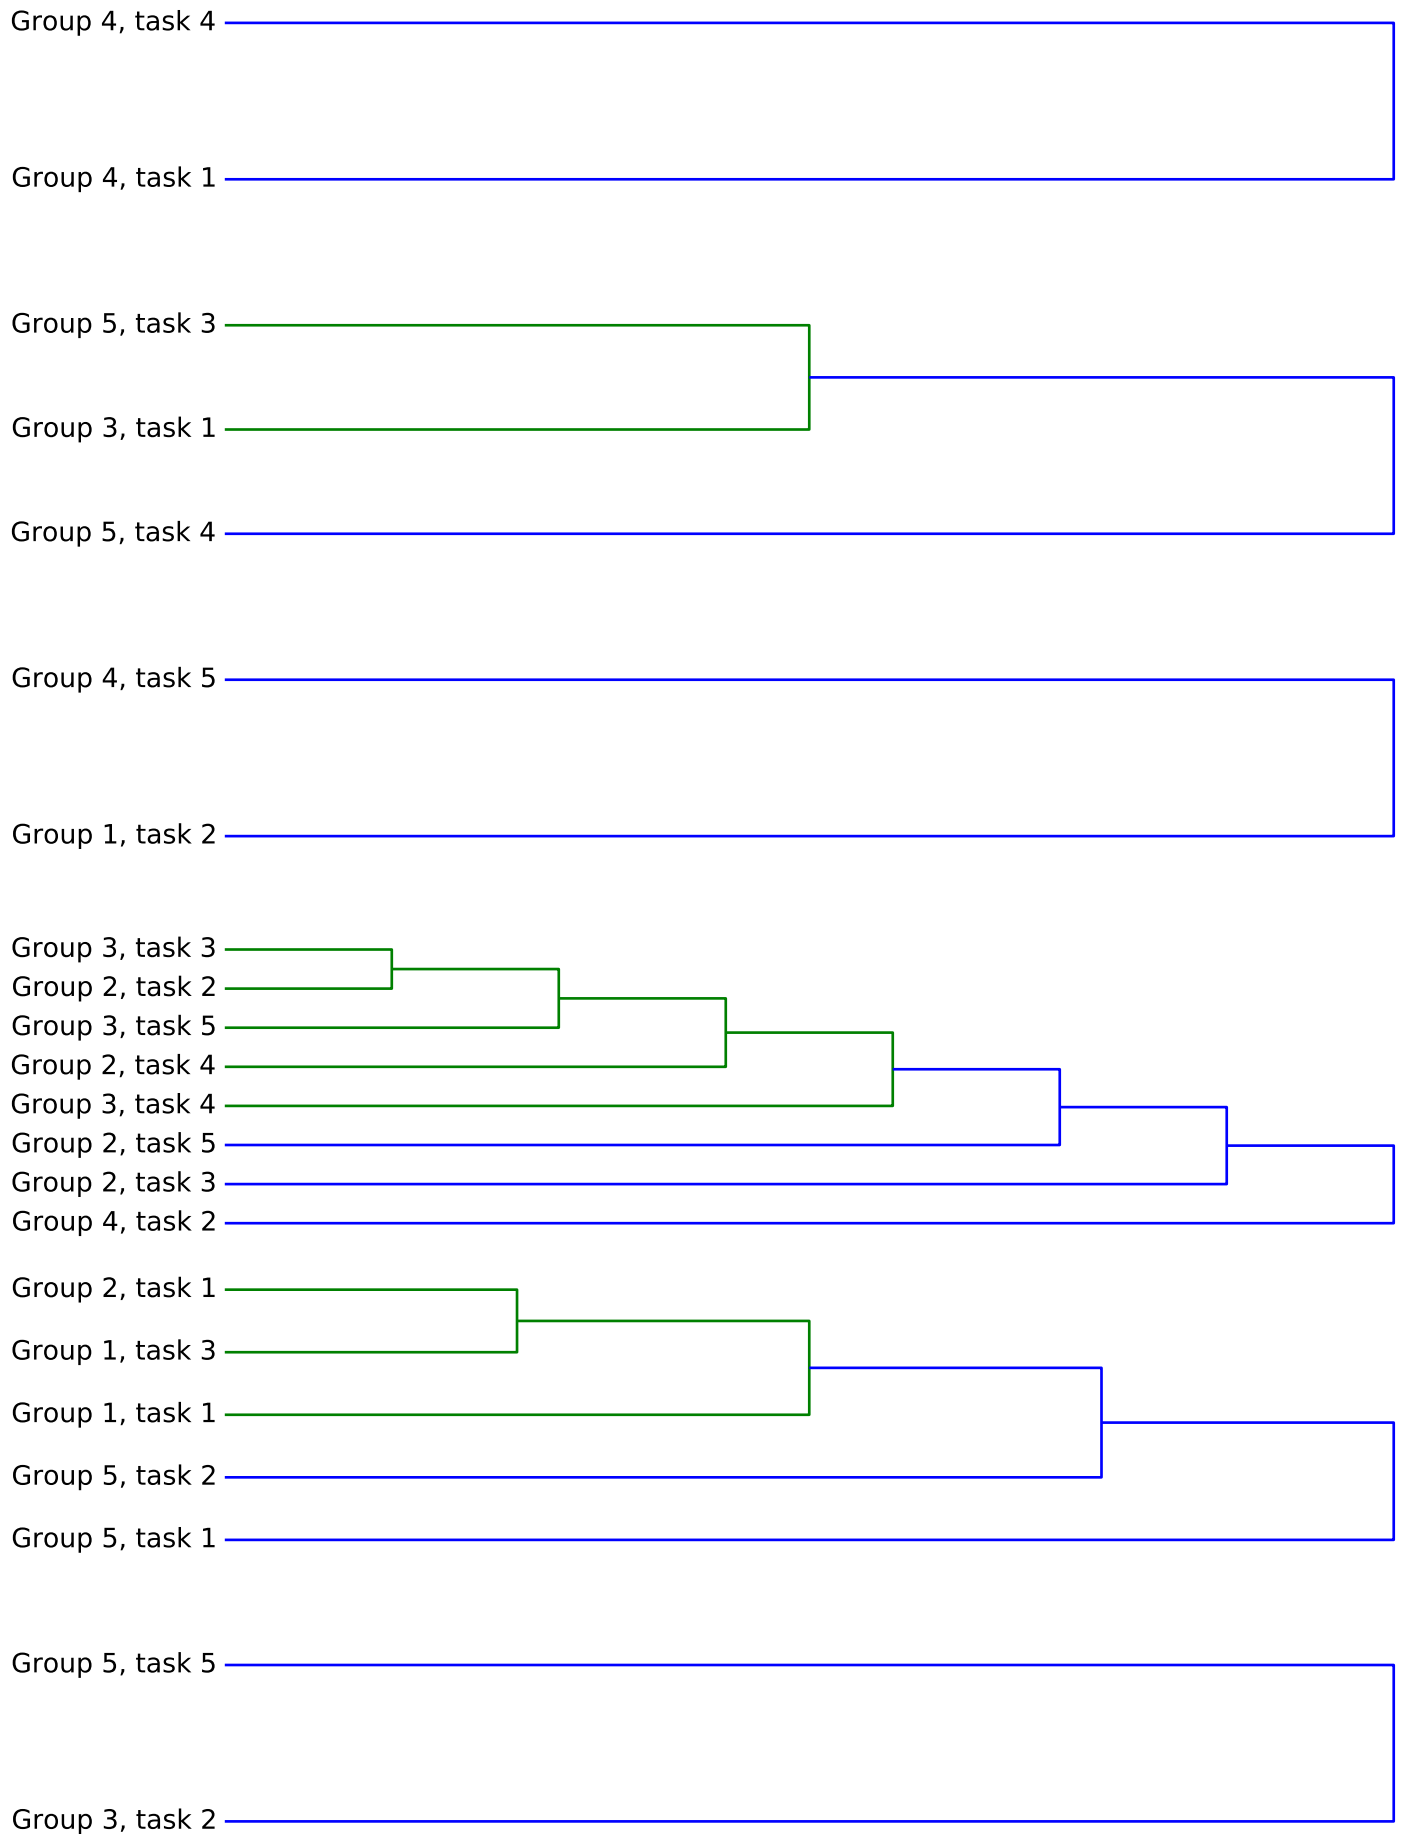 Group 4, task 4
Group 4, task 1
Group 5, task 3
Group 3, task 1
Group 5, task 4
Group 4, task 5
Group 1, task 2
Group 3, task 3
Group 2, task 2
Group 3, task 5
Group 2, task 4
Group 3, task 4
Group 2, task 5
Group 2, task 3
Group 4, task 2
Group 2, task 1
Group 1, task 3
Group 1, task 1
Group 5, task 2
Group 5, task 1
Group 5, task 5
Group 3, task 2